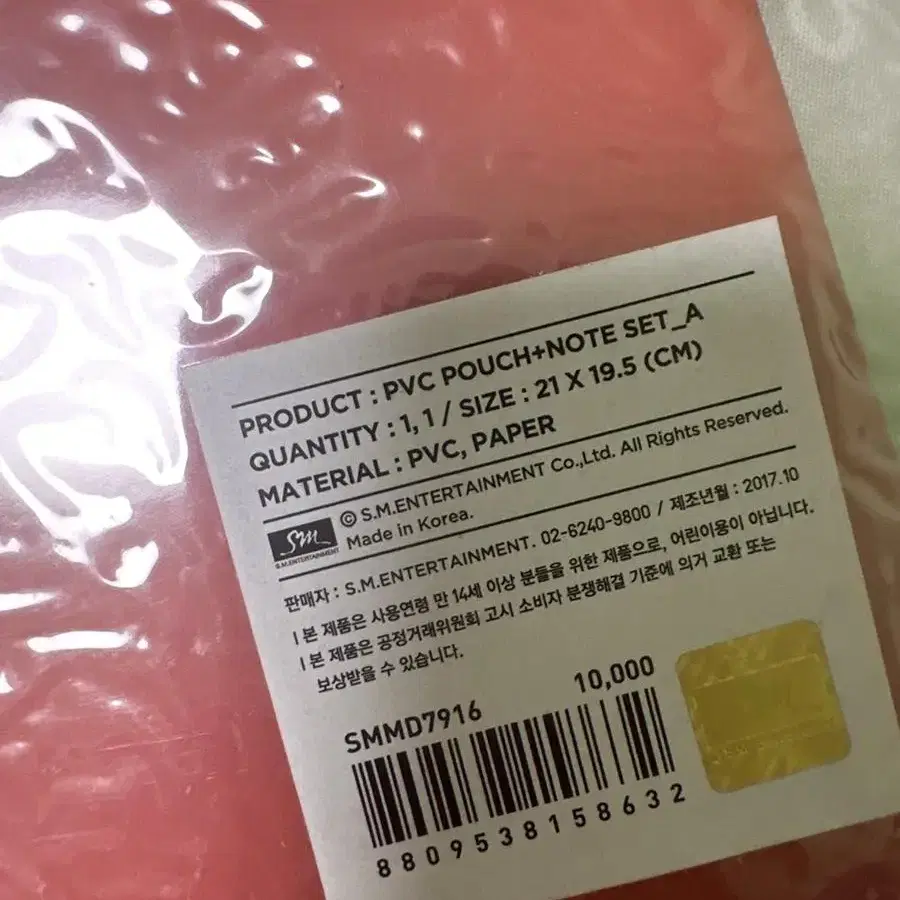 PRODUCT : PVC POUCH+NOTE SET_A
QUANTITY : 1, 1 / SIZE : 21 X 19.5 (CM)
MATERIAL : PVC, PAPER
SM
S.M.ENTERTAINMENT
© S.M.ENTERTAINMENT Co.,Ltd. All Rights Reserved.
Made in Korea.
판매자 : S.M.ENTERTAINMENT. 02-6240-9800 / 제조년월 : 2017.10
ㅣ본 제품은 사용연령 만 14세 이상 분들을 위한 제품으로, 어린이용이 아닙니다.
ㅣ본 제품은 공정거래위원회 고시 소비자 분쟁해결 기준에 의거 교환 또는
보상받을 수 있습니다.
SMMD7916 10,000
8809538158632